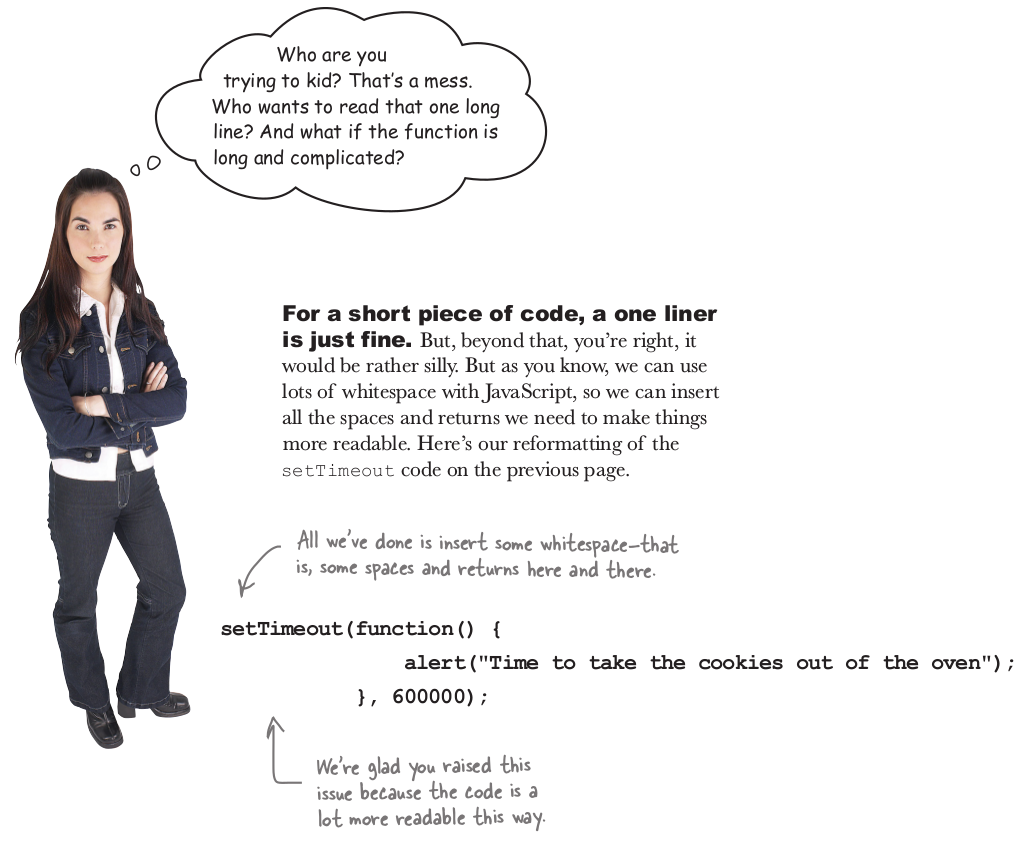 Who are you
trying to kid? That's a mess.
Who wants to read that one long
line? And what if the function is
long and complicated?
For a short piece of code, a one liner
is just fine. But, beyond that, you're right, it
would be rather silly. But as you know, we can use
lots of whitespace with JavaScript, so we can insert
all the spaces and returns we need to make things
more readable. Here's our reformatting of the
setTimeout code on the previous page.
All we've done is insert some whitespace—that
is, some spaces and returns here and there.
setTimeout(function() {
alert("Time to take the cookies out of the oven");
}, 600000);
We're glad you raised this
issue because the code is a
lot more readable this way.